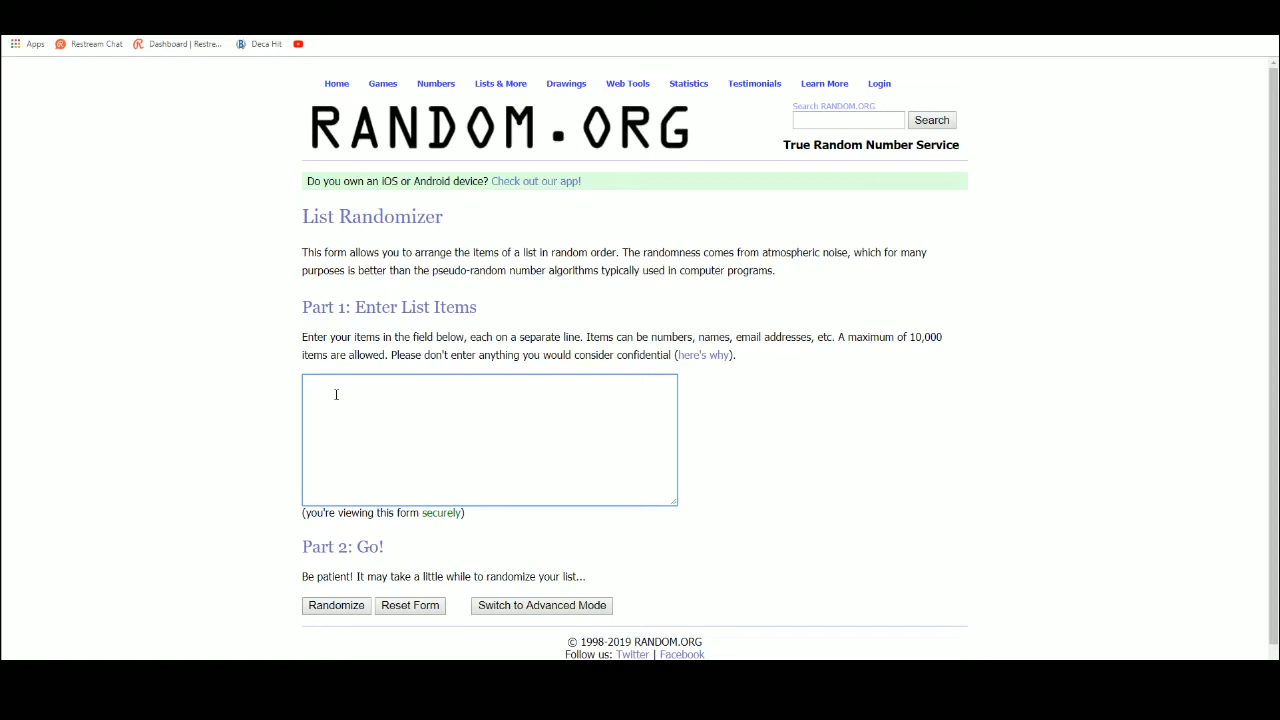 Apps Restream Chat Dashboard | Restre... Deca Hit
Home Games Numbers Lists & More Drawings Web Tools Statistics Testimonials Learn More Login
RANDOM.ORG
Search RANDOM.ORG
Search
True Random Number Service
Do you own an iOS or Android device? Check out our app!
List Randomizer
This form allows you to arrange the items of a list in random order. The randomness comes from atmospheric noise, which for many
purposes is better than the pseudo-random number algorithms typically used in computer programs.
Part 1: Enter List Items
Enter your items in the field below, each on a separate line. Items can be numbers, names, email addresses, etc. A maximum of 10,000
items are allowed. Please don't enter anything you would consider confidential (here's why).
(you're viewing this form securely)
Part 2: Go!
Be patient! It may take a little while to randomize your list...
Randomize Reset Form Switch to Advanced Mode
© 1998-2019 RANDOM.ORG
Follow us: Twitter | Facebook